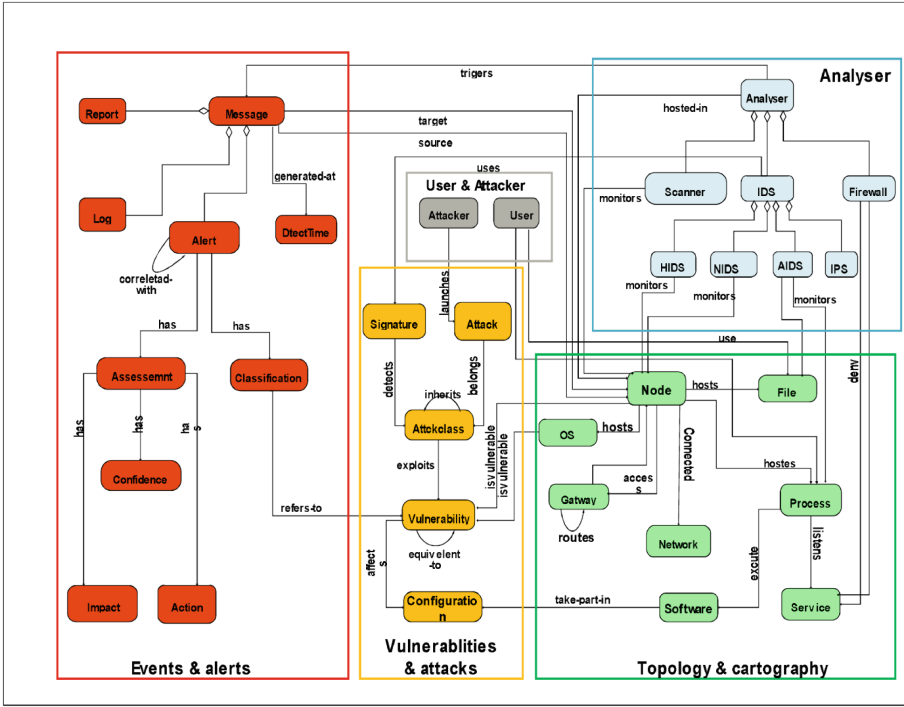 trigers
Analyser
Analyser
hosted-in
Report
Message
target
source
uses
generated-at
User & Attacker
Attacker
User
monitors
Scanner
IDS
Firewall
Log
Alert
DtectTime
correletad-
with
HIDS
NIDS
AIDS
IPS
monitors
monitors
monitors
launches
has
has
Signature
Attack
use
deny
Assessemnt
Classification
detects
belongs
inherits
Node
hosts
File
has
has
ha
s
Attckclass
isvulnerable
isvulnerable
OS
hosts
Connected
Confidence
exploits
acces
s
hostes
Gatway
Process
refers-to
Vulnerability
routes
Network
listens
equivelent
-to
affect
s
excute
Impact
Action
Configuratio
n
take-part-in
Software
Service
Events & alerts
Vulnerablities
& attacks
Topology & cartography